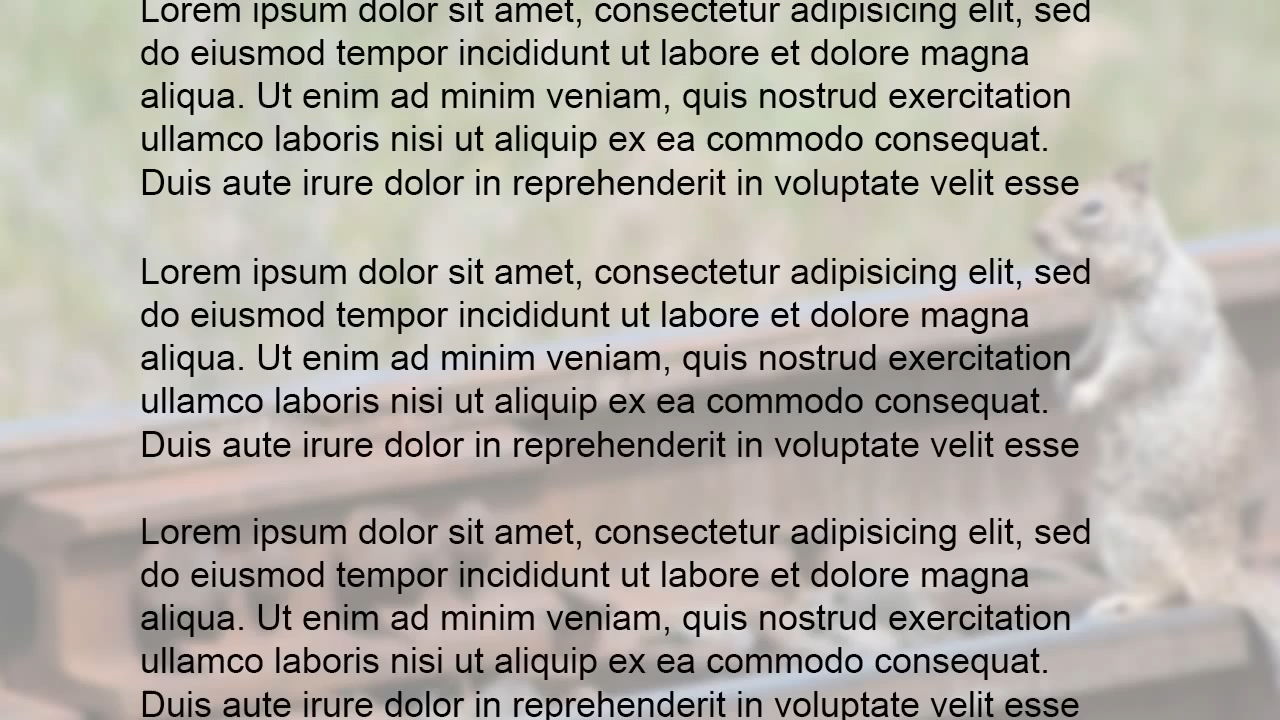 Lorem ipsum dolor sit amet, consectetur adipisicing elit, sed
do eiusmod tempor incididunt ut labore et dolore magna
aliqua. Ut enim ad minim veniam, quis nostrud exercitation
ullamco laboris nisi ut aliquip ex ea commodo consequat.
Duis aute irure dolor in reprehenderit in voluptate velit esse
Lorem ipsum dolor sit amet, consectetur adipisicing elit, sed
do eiusmod tempor incididunt ut labore et dolore magna
aliqua. Ut enim ad minim veniam, quis nostrud exercitation
ullamco laboris nisi ut aliquip ex ea commodo consequat.
Duis aute irure dolor in reprehenderit in voluptate velit esse
Lorem ipsum dolor sit amet, consectetur adipisicing elit, sed
do eiusmod tempor incididunt ut labore et dolore magna
aliqua. Ut enim ad minim veniam, quis nostrud exercitation
ullamco laboris nisi ut aliquip ex ea commodo consequat.
Duis aute irure dolor in reprehenderit in voluptate velit esse